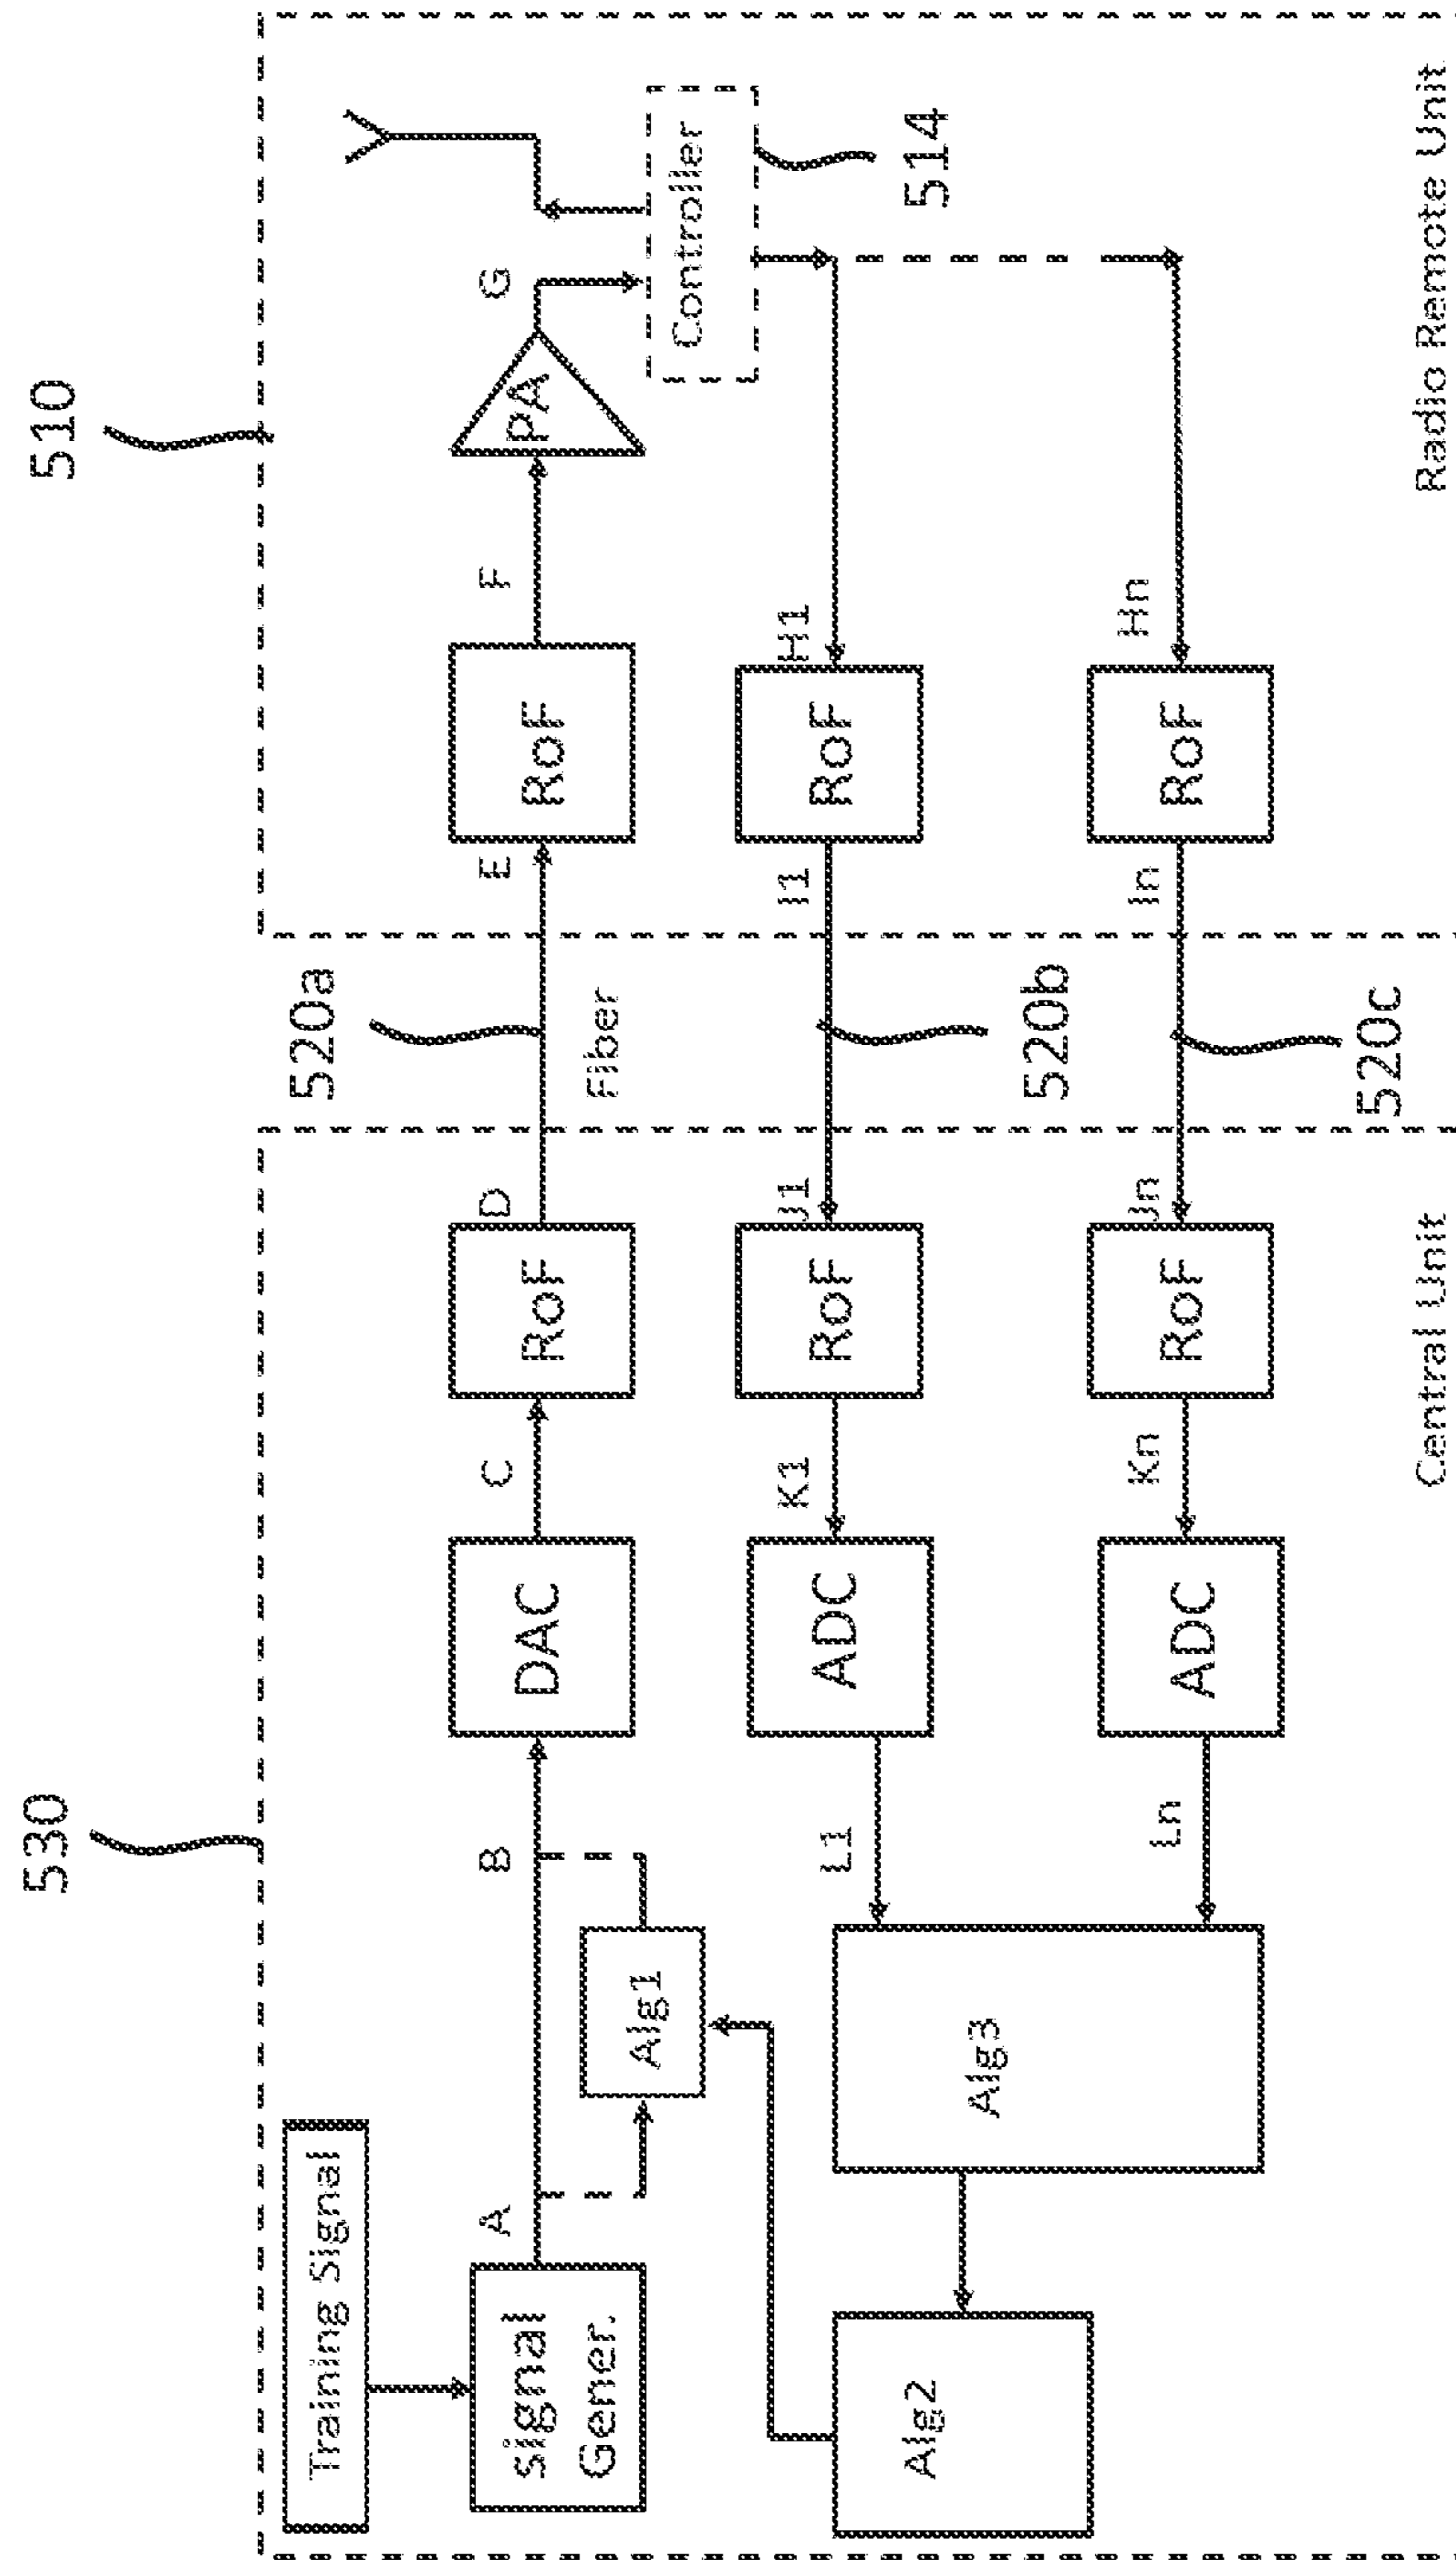 530
510
Training Signal
520a
Signal
Gener.
A
B
DAC
C
RoF
D
E
RoF
F
PA
G
Fiber
Alg1
Controller
514
L1
ADC
K1
RoF
J1
I1
RoF
H1
520b
Alg2
Alg3
Ln
ADC
Kn
RoF
Jn
In
RoF
Hn
520c
Central Unit
Radio Remote Unit